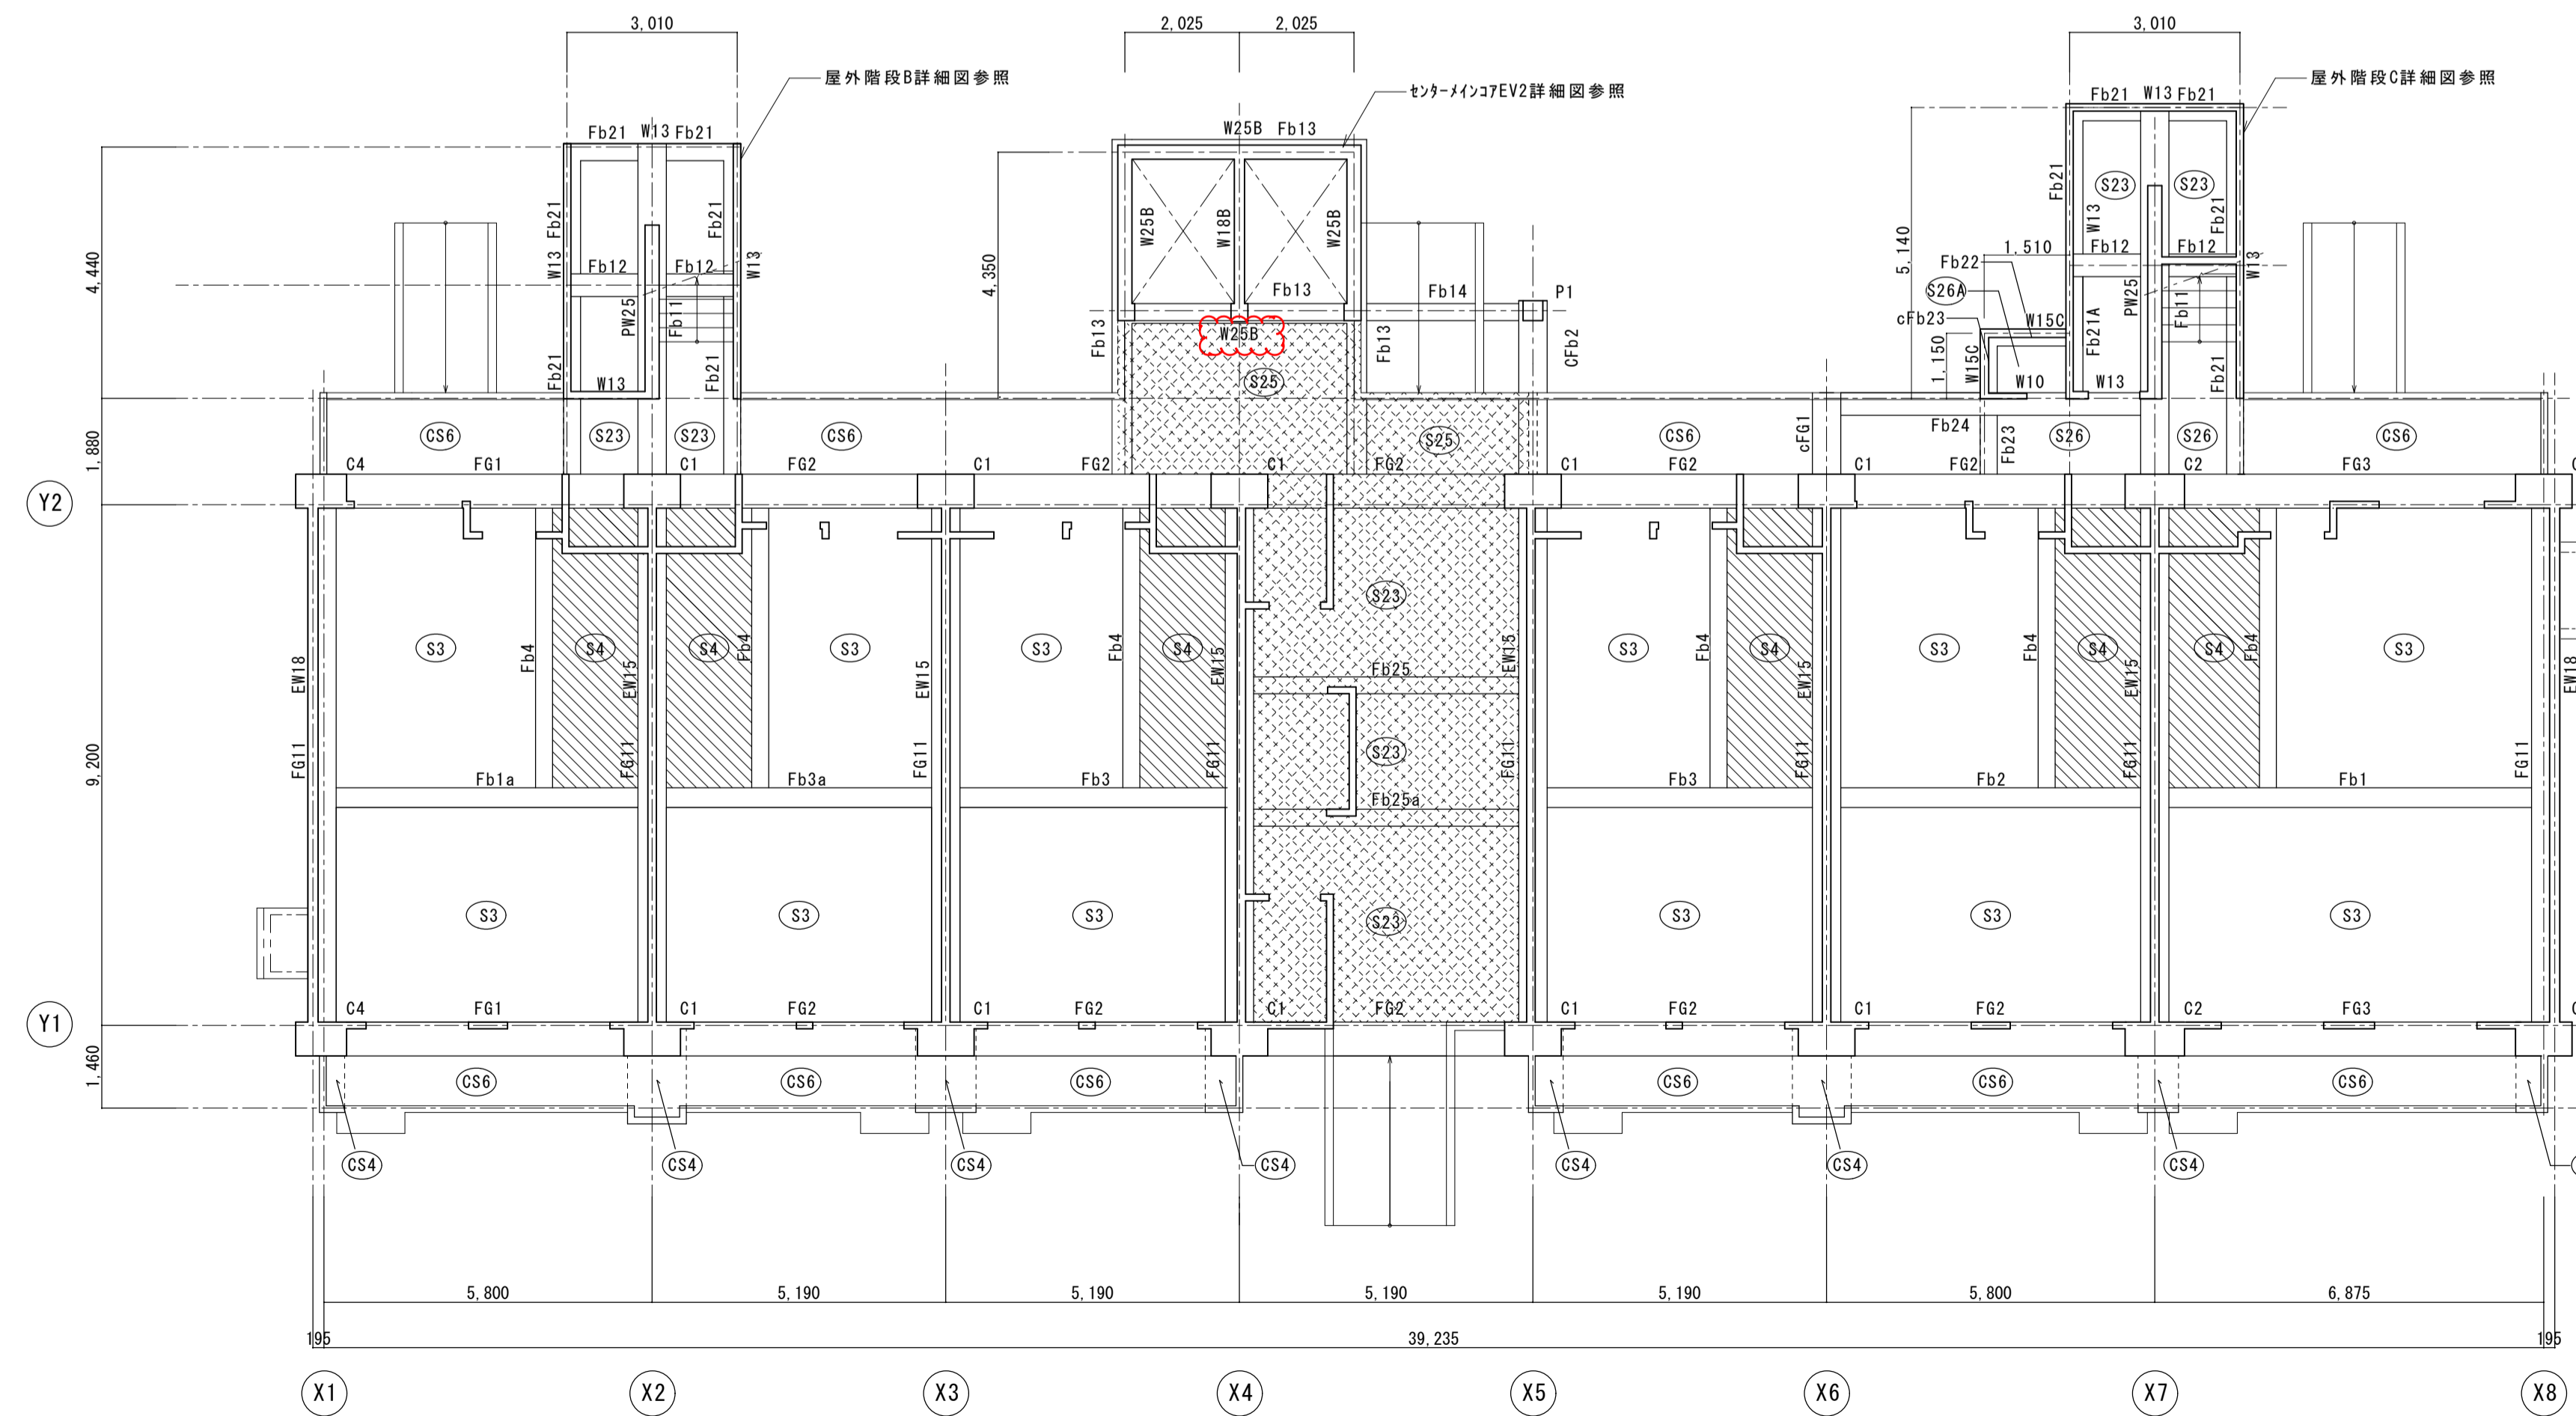 3,010
2,025 2,025
3,010
屋外階段B詳細図参照
センターメインコアEV2詳細図参照
屋外階段C詳細図参照
Fb21 W13 Fb21
W25B Fb13
Fb21 W13 Fb21
4,440
Fb21
Fb21
W13
W13
Fb12 Fb12
PW25
Fb11
Fb21
Fb21
W13
4,350
W25B
W18B
W25B
Fb13
Fb14
P1
Fb13
W25B
Fb13
CFb2
S25
5,140
Fb21
S23 S23
W13
Fb21
Fb12 Fb12
W13
1,510
Fb22
S26A
cFb23
W15C
1,150
W15C
W10
W13
Fb21A
PW25
Fb11
Fb21
1,880
CS6
S23
S23
CS6
S25
CS6
cFG1
Fb24
Fb23
S26
S26
CS6
Y2
C4 FG1 C1 FG2 C1 FG2 C1 FG2 C1 FG2 C1 FG2 C2 FG3
9,200
EW18
S3
Fb4
S4
EW15
S4
Fb4
S3
EW15
S3
Fb4
S4
EW15
S23
Fb25
EW15
S3
Fb4
S4
EW15
S3
Fb4
S4
EW15
S4
Fb4
S3
EW18
FG11
Fb1a
FG11
Fb3a
FG11
Fb3
FG11
S23
Fb25a
FG11
Fb3
FG11
Fb2
FG11
Fb1
FG11
S3 S3 S3 S23 S3 S3 S3
Y1
C4 FG1 C1 FG2 C1 FG2 C1 FG2 C1 FG2 C1 FG2 C2 FG3
1,460
CS6 CS6 CS6 CS6 CS6 CS6
CS4 CS4 CS4 CS4 CS4 CS4 CS4
5,800 5,190 5,190 5,190 5,190 5,800 6,875
195 39,235 195
X1 X2 X3 X4 X5 X6 X7 X8